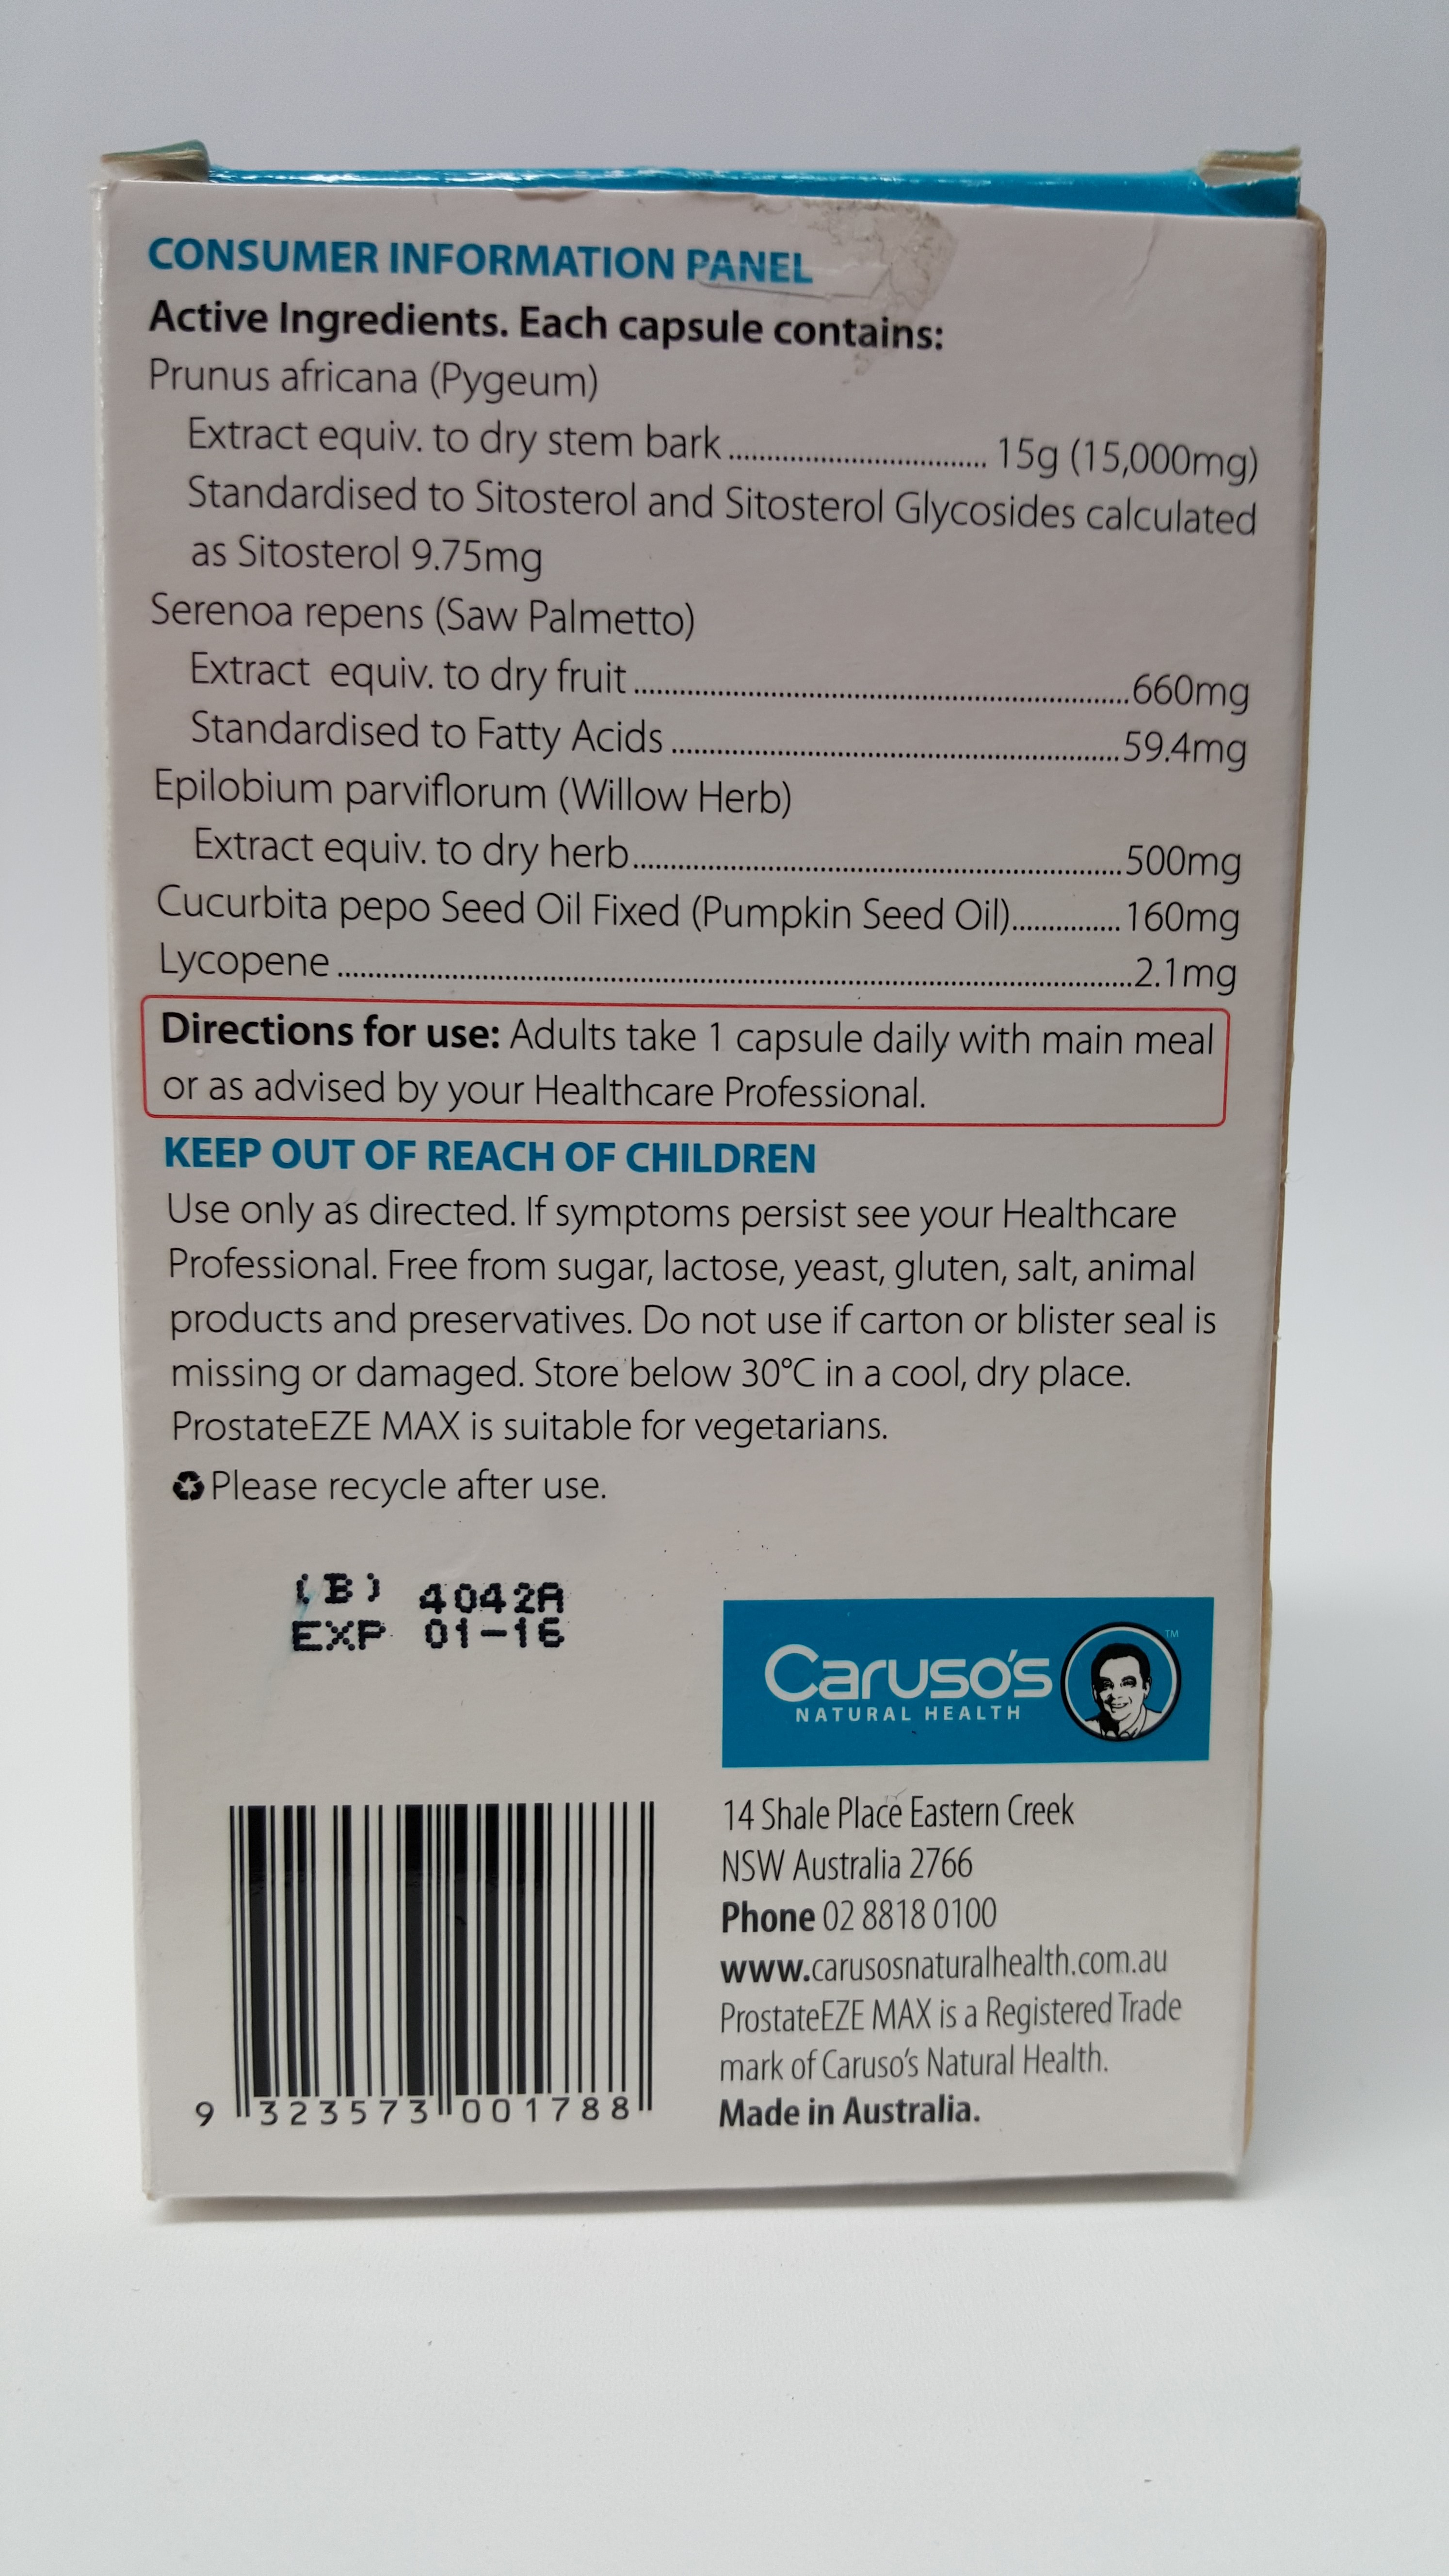 CONSUMER INFORMATION PANEL
Active Ingredients. Each capsule contains:
Prunus africana (Pygeum)
Extract equiv. to dry stem bark.................................. 15g (15,000mg)
Standardised to Sitosterol and Sitosterol Glycosides calculated
as Sitosterol 9.75mg
Serenoa repens (Saw Palmetto)
Extract equiv. to dry fruit..................................................................660mg
Standardised to Fatty Acids ............................................................59.4mg
Epilobium parviflorum (Willow Herb)
Extract equiv. to dry herb.................................................................500mg
Cucurbita pepo Seed Oil Fixed (Pumpkin Seed Oil)............... 160mg
Lycopene ..........................................................................................................2.1mg
Directions for use: Adults take 1 capsule daily with main meal
or as advised by your Healthcare Professional.
KEEP OUT OF REACH OF CHILDREN
Use only as directed. If symptoms persist see your Healthcare
Professional. Free from sugar, lactose, yeast, gluten, salt, animal
products and preservatives. Do not use if carton or blister seal is
missing or damaged. Store below 30°C in a cool, dry place.
ProstateEZE MAX is suitable for vegetarians.
Please recycle after use.
(B) 4042A
EXP 01-16
Caruso's
TM
NATURAL HEALTH
14 Shale Place Eastern Creek
NSW Australia 2766
Phone 02 8818 0100
www.carusosnaturalhealth.com.au
ProstateEZE MAX is a Registered Trade
mark of Caruso's Natural Health.
Made in Australia.
9 323573 001788